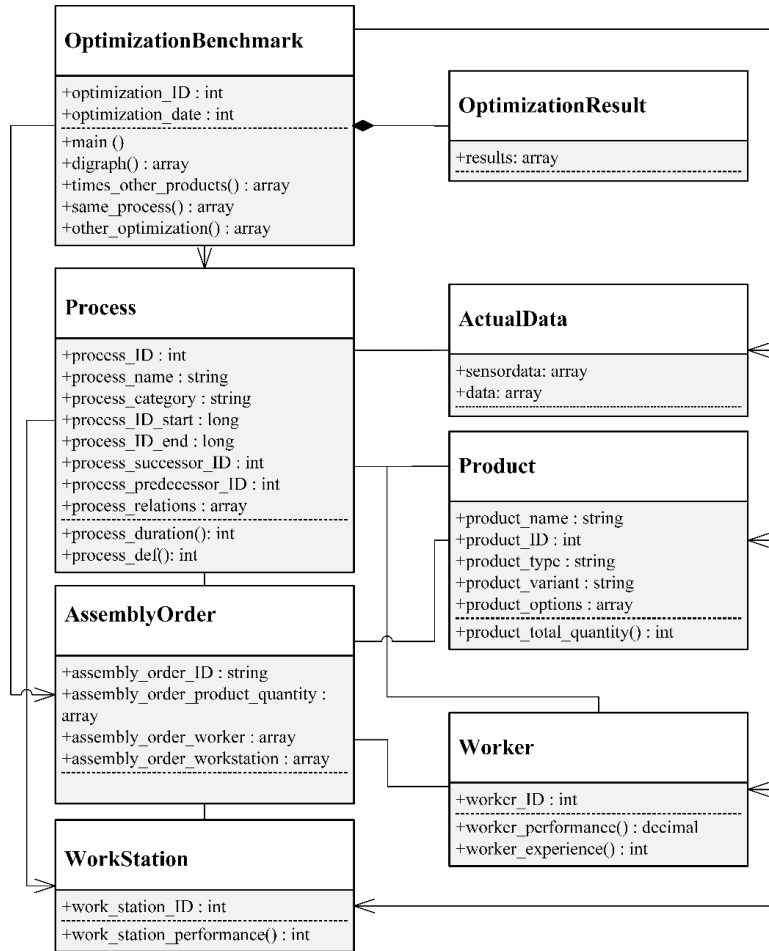 OptimizationBenchmark
+optimization_ID : int
+optimization_date : int
+main ()
+digraph() : array
+times_other_products() : array
+same_process() : array
+other_optimization() : array
OptimizationResult
+results: array
Process
+process_ID : int
+process_name : string
+process_category : string
+process_ID_start : long
+process_ID_end : long
+process_successor_ID : int
+process_predecessor_ID : int
+process_relations : array
+process_duration(): int
+process_def(): int
ActualData
+sensordata: array
+data: array
Product
+product_name : string
+product_ID : int
+product_type : string
+product_variant : string
+product_options : array
+product_total_quantity() : int
AssemblyOrder
+assembly_order_ID : string
+assembly_order_product_quantity :
array
+assembly_order_worker : array
+assembly_order_workstation : array
Worker
+worker_ID : int
+worker_performance() : decimal
+worker_experience() : int
WorkStation
+work_station_ID : int
+work_station_performance() : int